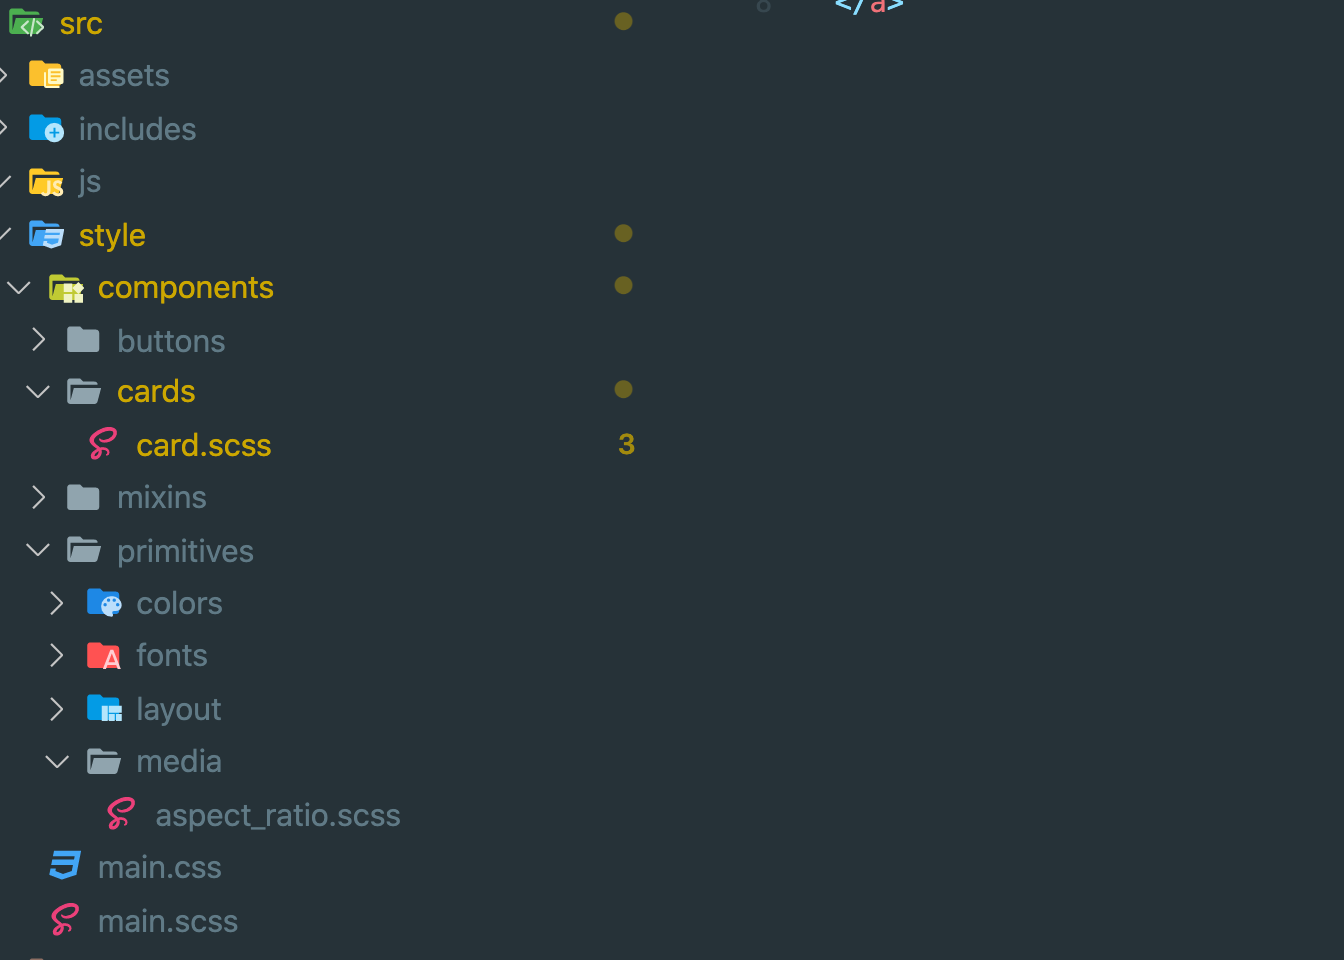 </a>
src
assets
includes
js
style
components
buttons
cards
card.scss 3
mixins
primitives
colors
fonts
layout
media
aspect_ratio.scss
main.css
main.scss